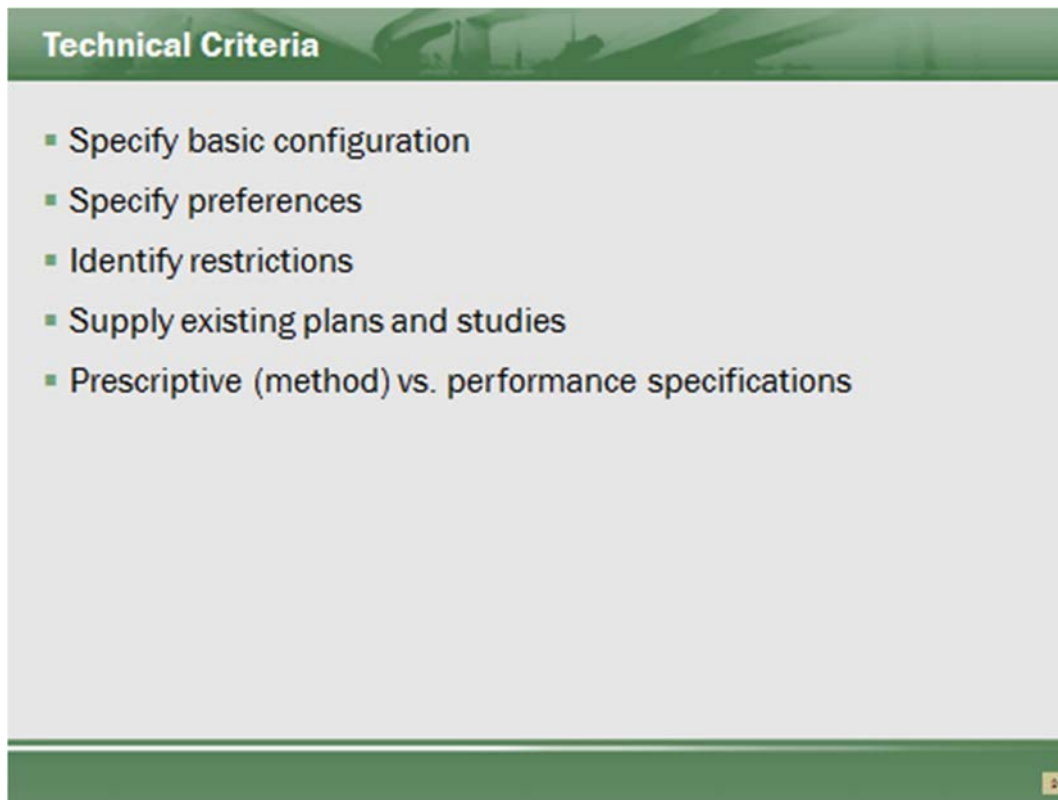 Technical Criteria
Specify basic configuration
Specify preferences
Identify restrictions
Supply existing plans and studies
Prescriptive (method) vs. performance specifications